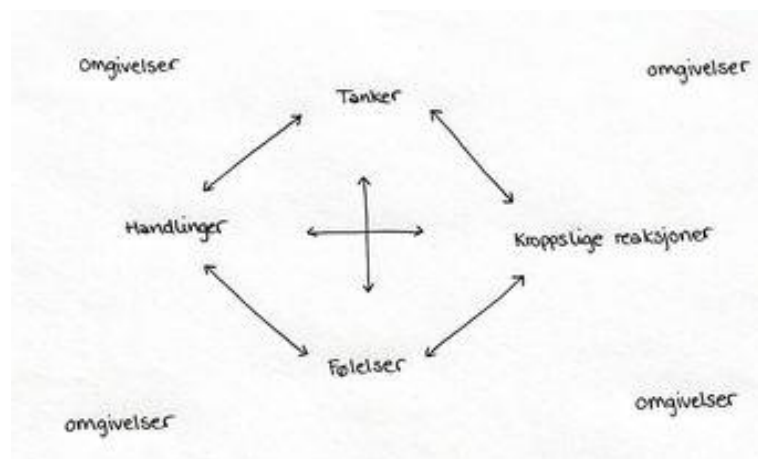 omgivelser
omgivelser
Tanker
Handlinger
Kroppslige reaksjoner
Følelser
omgivelser
omgivelser